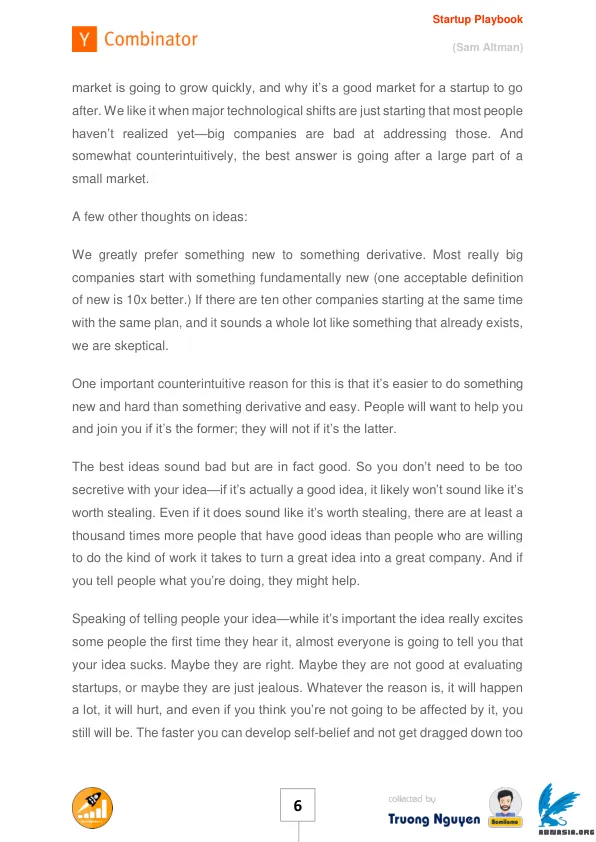 Startup Playbook
Y Combinator
(Sam Altman)
market is going to grow quickly, and why it’s a good market for a startup to go
after. We like it when major technological shifts are just starting that most people
haven’t realized yet—big companies are bad at addressing those. And
somewhat counterintuitively, the best answer is going after a large part of a
small market.
A few other thoughts on ideas:
We greatly prefer something new to something derivative. Most really big
companies start with something fundamentally new (one acceptable definition
of new is 10x better.) If there are ten other companies starting at the same time
with the same plan, and it sounds a whole lot like something that already exists,
we are skeptical.
One important counterintuitive reason for this is that it’s easier to do something
new and hard than something derivative and easy. People will want to help you
and join you if it’s the former; they will not if it’s the latter.
The best ideas sound bad but are in fact good. So you don’t need to be too
secretive with your idea—if it’s actually a good idea, it likely won’t sound like it’s
worth stealing. Even if it does sound like it’s worth stealing, there are at least a
thousand times more people that have good ideas than people who are willing
to do the kind of work it takes to turn a great idea into a great company. And if
you tell people what you’re doing, they might help.
Speaking of telling people your idea—while it’s important the idea really excites
some people the first time they hear it, almost everyone is going to tell you that
your idea sucks. Maybe they are right. Maybe they are not good at evaluating
startups, or maybe they are just jealous. Whatever the reason is, it will happen
a lot, it will hurt, and even if you think you’re not going to be affected by it, you
still will be. The faster you can develop self-belief and not get dragged down too
6
collected by
Truong Nguyen
ABNASIA.ORG